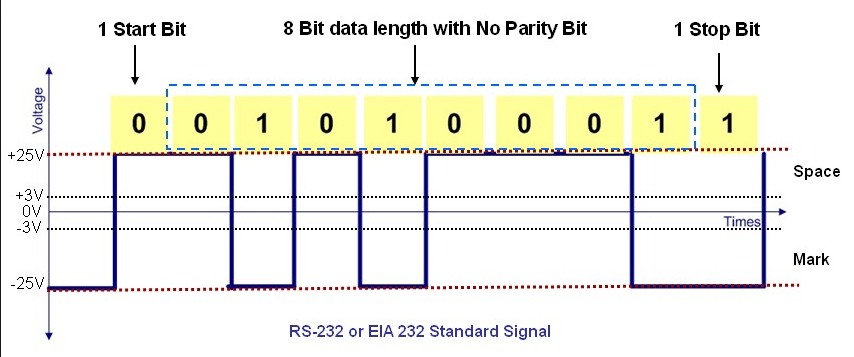 1 Start Bit 8 Bit data length with No Parity Bit 1 Stop Bit
Voltage
0 0 1 0 1 0 0 0 1 1
+25V
Space
+3V
0V
Times
-3V
Mark
-25V
RS-232 or EIA 232 Standard Signal